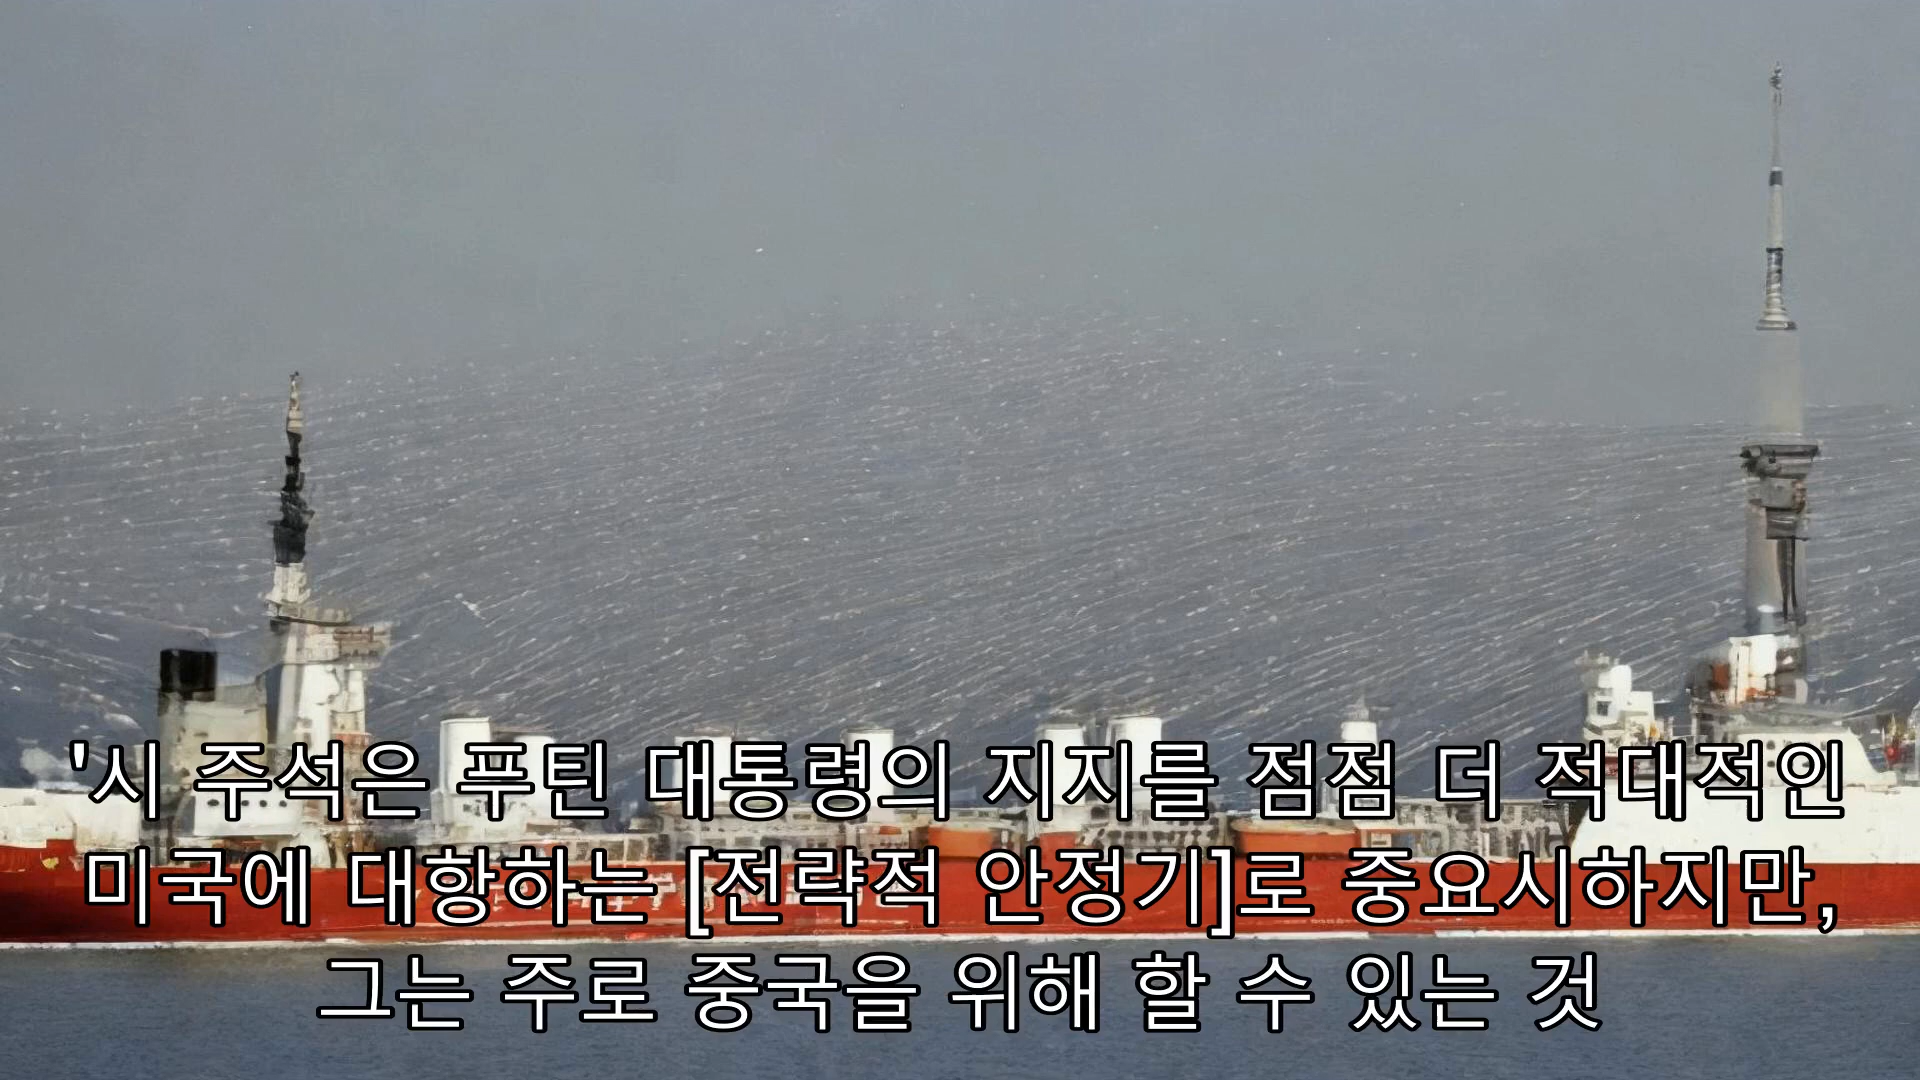 '시 주석은 푸틴 대통령의 지지를 점점 더 적대적인
미국에 대항하는 [전략적 안정기]로 중요시하지만,
그는 주로 중국을 위해 할 수 있는 것